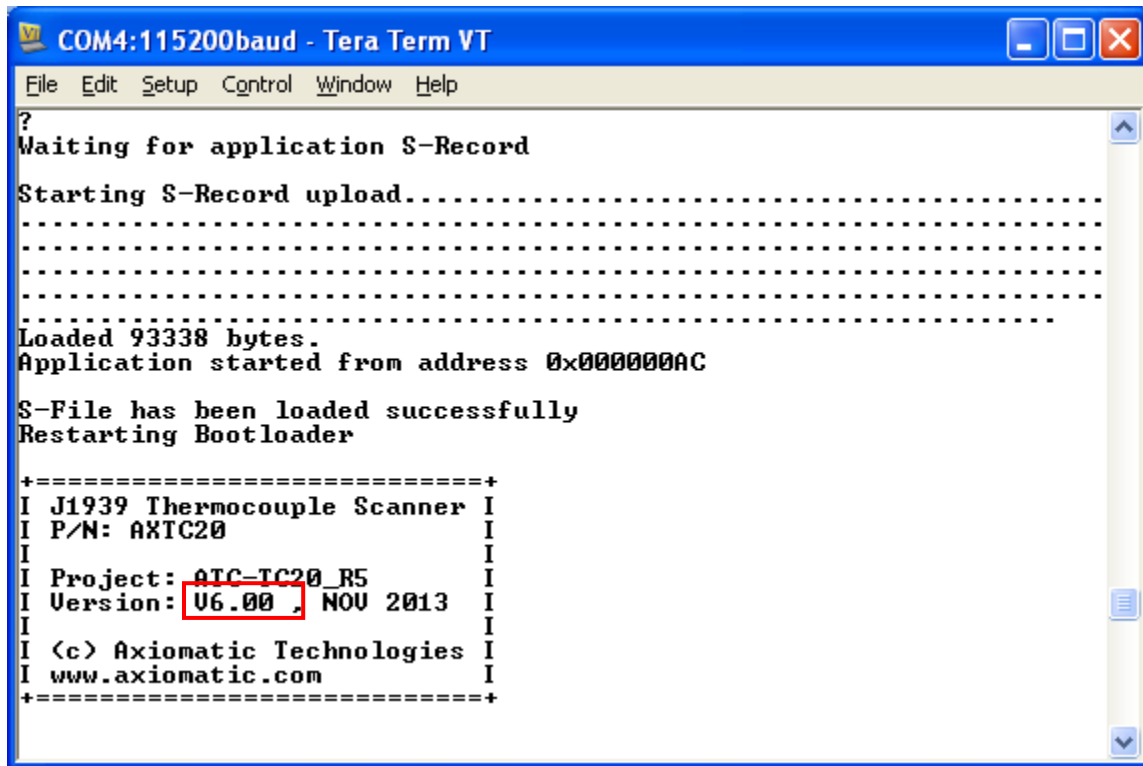 COM4:115200baud - Tera Term VT
File Edit Setup Control Window Help
?
Waiting for application S-Record
Starting S-Record upload............................................
....................................................................
....................................................................
....................................................................
....................................................................
.................................................................
Loaded 93338 bytes.
Application started from address 0x000000AC
S-File has been loaded successfully
Restarting Bootloader
+============================+
I J1939 Thermocouple Scanner I
I P/N: AXTC20                I
I                            I
I Project: ATC-TC20_R5       I
I Version: V6.00 , NOV 2013  I
I                            I
I (c) Axiomatic Technologies I
I www.axiomatic.com          I
+============================+